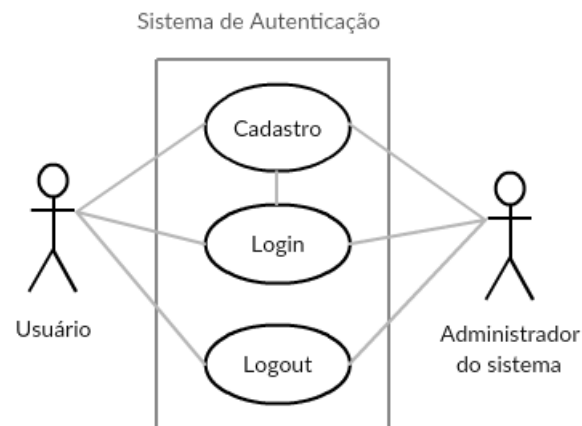 Sistema de Autenticação
Cadastro
Login
Usuário
Logout
Administrador
do sistema